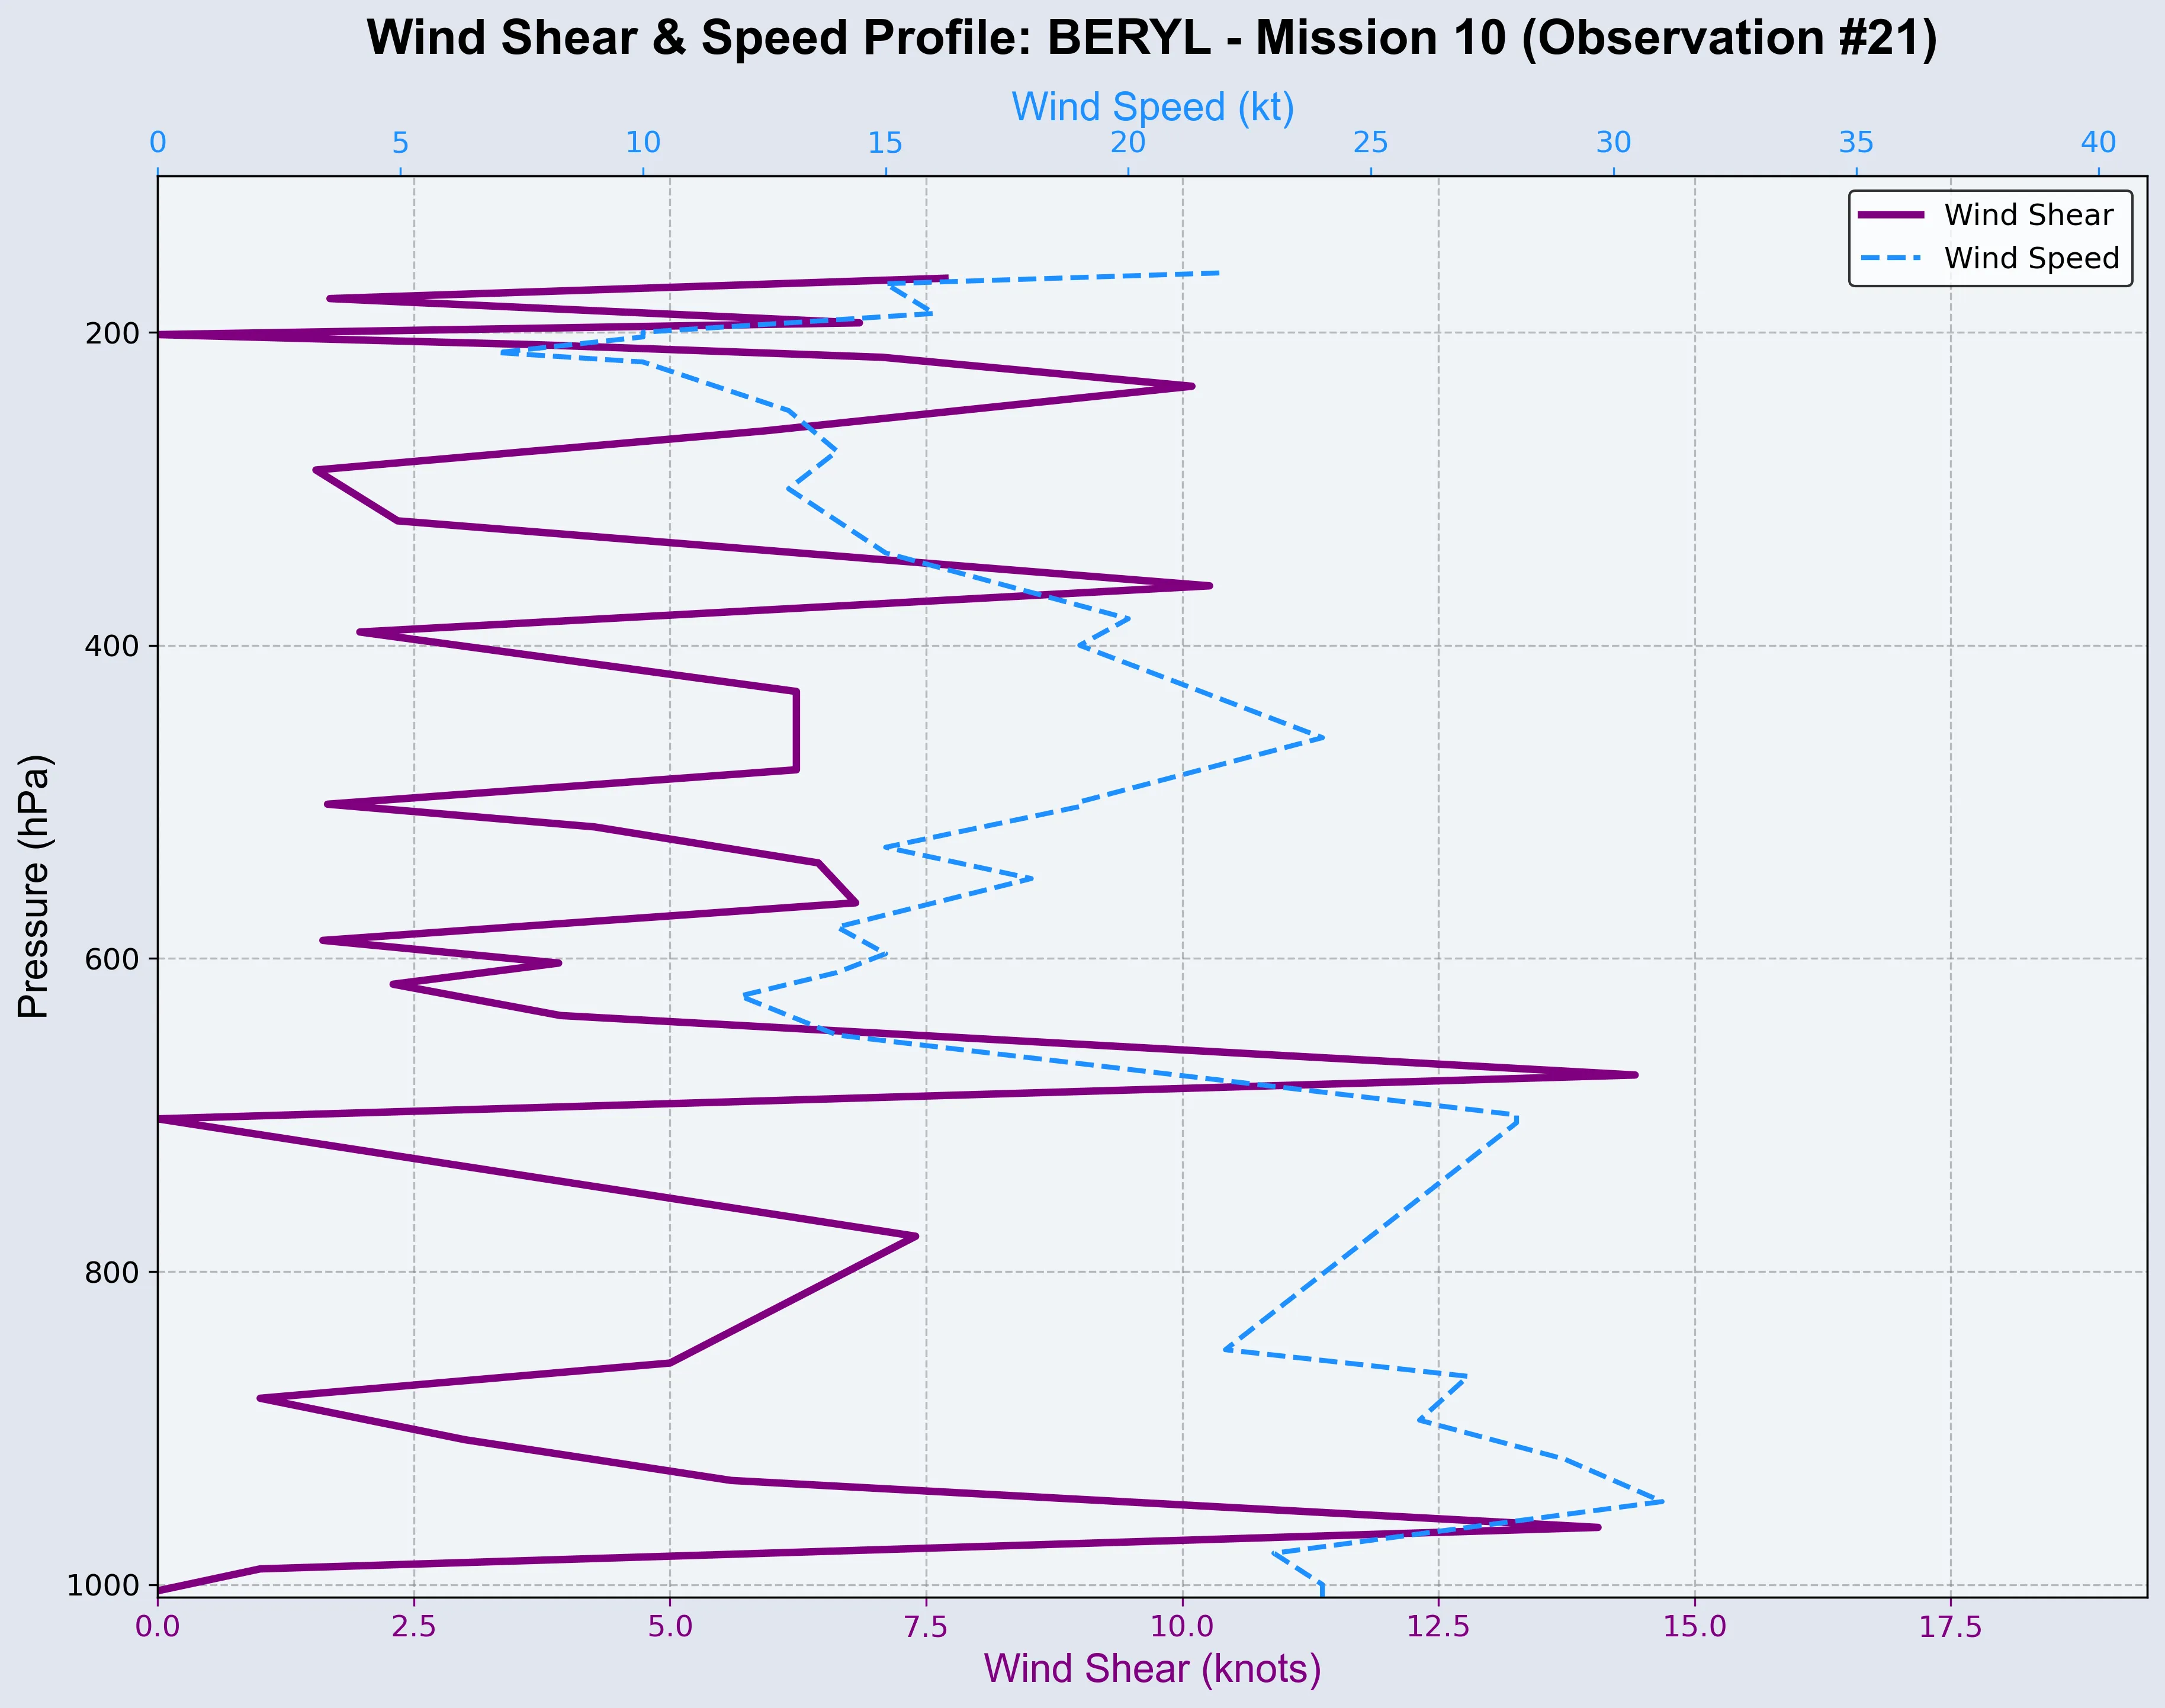 Wind Shear & Speed Profile: BERYL - Mission 10 (Observation #21)
Wind Speed (kt)
0 5 10 15 20 25 30 35 40
Wind Shear
Wind Speed
200
400
600
800
1000
Pressure (hPa)
0.0 2.5 5.0 7.5 10.0 12.5 15.0 17.5
Wind Shear (knots)